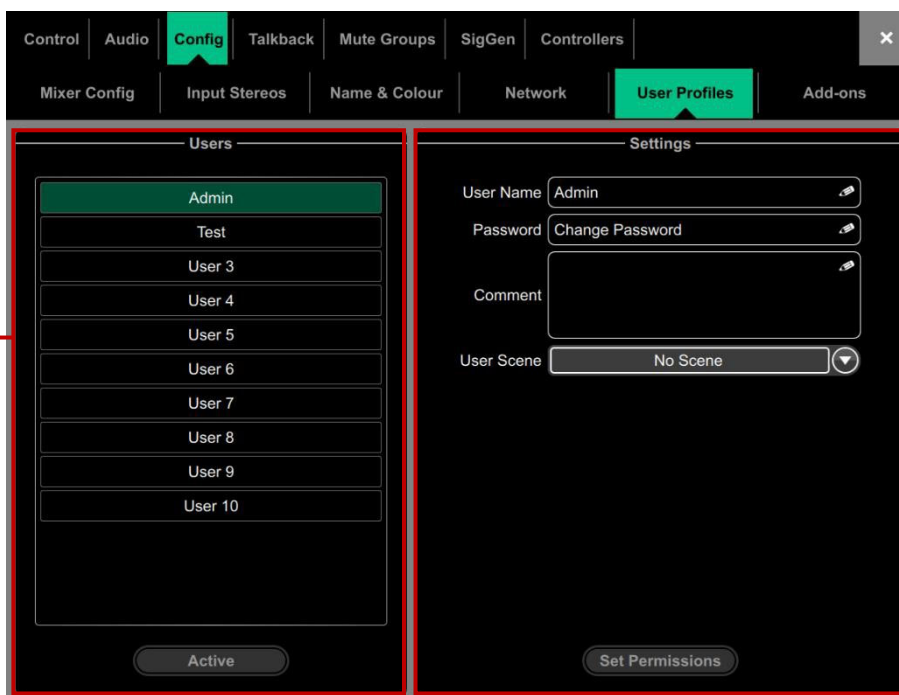 Control Audio Config Talkback Mute Groups SigGen Controllers ×
Mixer Config Input Stereos Name & Colour Network User Profiles Add-ons
Users
Admin
Test
User 3
User 4
User 5
User 6
User 7
User 8
User 9
User 10
Active
Settings
User Name Admin
Password Change Password
Comment
User Scene No Scene
Set Permissions